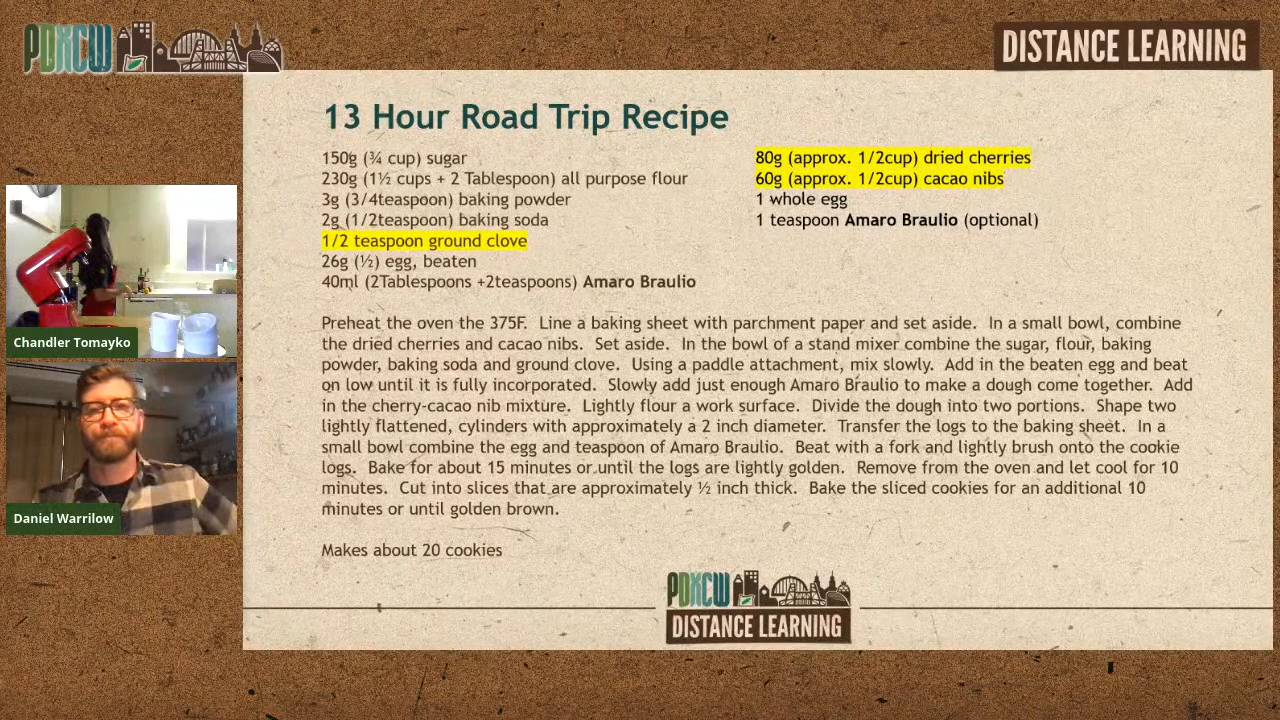 PDXCW
DISTANCE LEARNING
13 Hour Road Trip Recipe
150g (¾ cup) sugar
230g (1½ cups + 2 Tablespoon) all purpose flour
3g (3/4teaspoon) baking powder
2g (1/2teaspoon) baking soda
1/2 teaspoon ground clove
26g (½) egg, beaten
40ml (2Tablespoons +2teaspoons) Amaro Braulio
80g (approx. 1/2cup) dried cherries
60g (approx. 1/2cup) cacao nibs
1 whole egg
1 teaspoon Amaro Braulio (optional)
Preheat the oven the 375F. Line a baking sheet with parchment paper and set aside. In a small bowl, combine
the dried cherries and cacao nibs. Set aside. In the bowl of a stand mixer combine the sugar, flour, baking
powder, baking soda and ground clove. Using a paddle attachment, mix slowly. Add in the beaten egg and beat
on low until it is fully incorporated. Slowly add just enough Amaro Braulio to make a dough come together. Add
in the cherry-cacao nib mixture. Lightly flour a work surface. Divide the dough into two portions. Shape two
lightly flattened, cylinders with approximately a 2 inch diameter. Transfer the logs to the baking sheet. In a
small bowl combine the egg and teaspoon of Amaro Braulio. Beat with a fork and lightly brush onto the cookie
logs. Bake for about 15 minutes or until the logs are lightly golden. Remove from the oven and let cool for 10
minutes. Cut into slices that are approximately ½ inch thick. Bake the sliced cookies for an additional 10
minutes or until golden brown.
Makes about 20 cookies
Chandler Tomayko
Daniel Warrilow
PDXCW
DISTANCE LEARNING